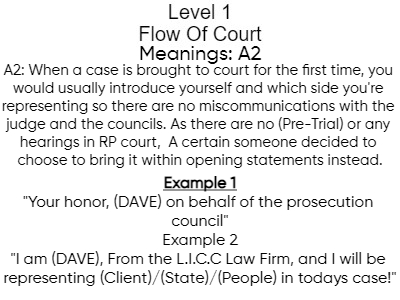 Level 1
Flow Of Court
Meanings: A2
A2: When a case is brought to court for the first time, you
would usually introduce yourself and which side you're
representing so there are no miscommunications with the
judge and the councils. As there are no (Pre-Trial) or any
hearings in RP court,  A certain someone decided to
choose to bring it within opening statements instead.
Example 1
"Your honor, (DAVE) on behalf of the prosecution
council"
Example 2
"I am (DAVE), From the L.I.C.C Law Firm, and I will be
representing (Client)/(State)/(People) in todays case!"